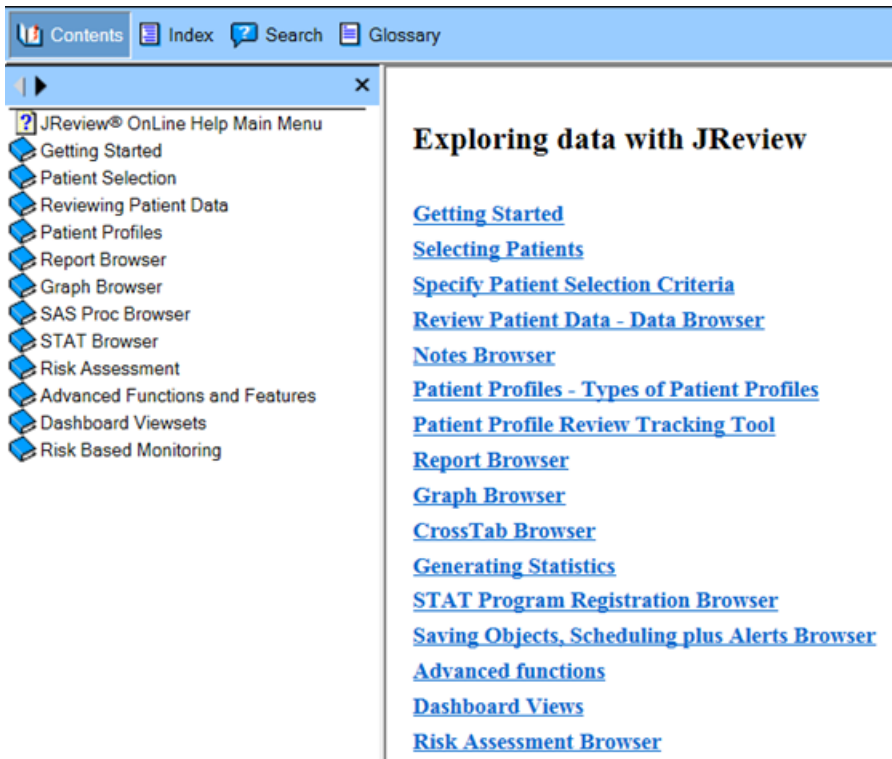 Contents Index Search Glossary
JReview® OnLine Help Main Menu
Getting Started
Patient Selection
Reviewing Patient Data
Patient Profiles
Report Browser
Graph Browser
SAS Proc Browser
STAT Browser
Risk Assessment
Advanced Functions and Features
Dashboard Viewsets
Risk Based Monitoring
Exploring data with JReview
Getting Started
Selecting Patients
Specify Patient Selection Criteria
Review Patient Data - Data Browser
Notes Browser
Patient Profiles - Types of Patient Profiles
Patient Profile Review Tracking Tool
Report Browser
Graph Browser
CrossTab Browser
Generating Statistics
STAT Program Registration Browser
Saving Objects, Scheduling plus Alerts Browser
Advanced functions
Dashboard Views
Risk Assessment Browser